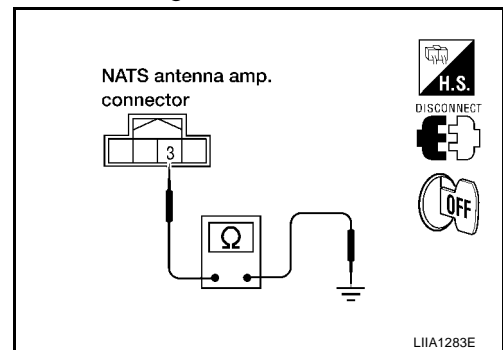 NATS antenna amp.
connector
3
Ω
H.S.
DISCONNECT
OFF
LIIA1283E